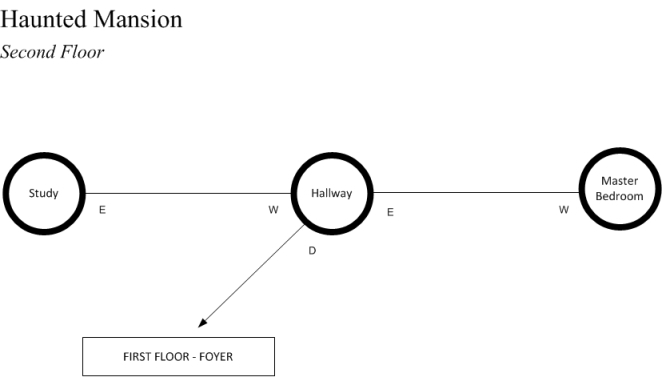 Haunted Mansion
Second Floor
Study
Hallway
Master
Bedroom
E
W
E
W
D
FIRST FLOOR - FOYER